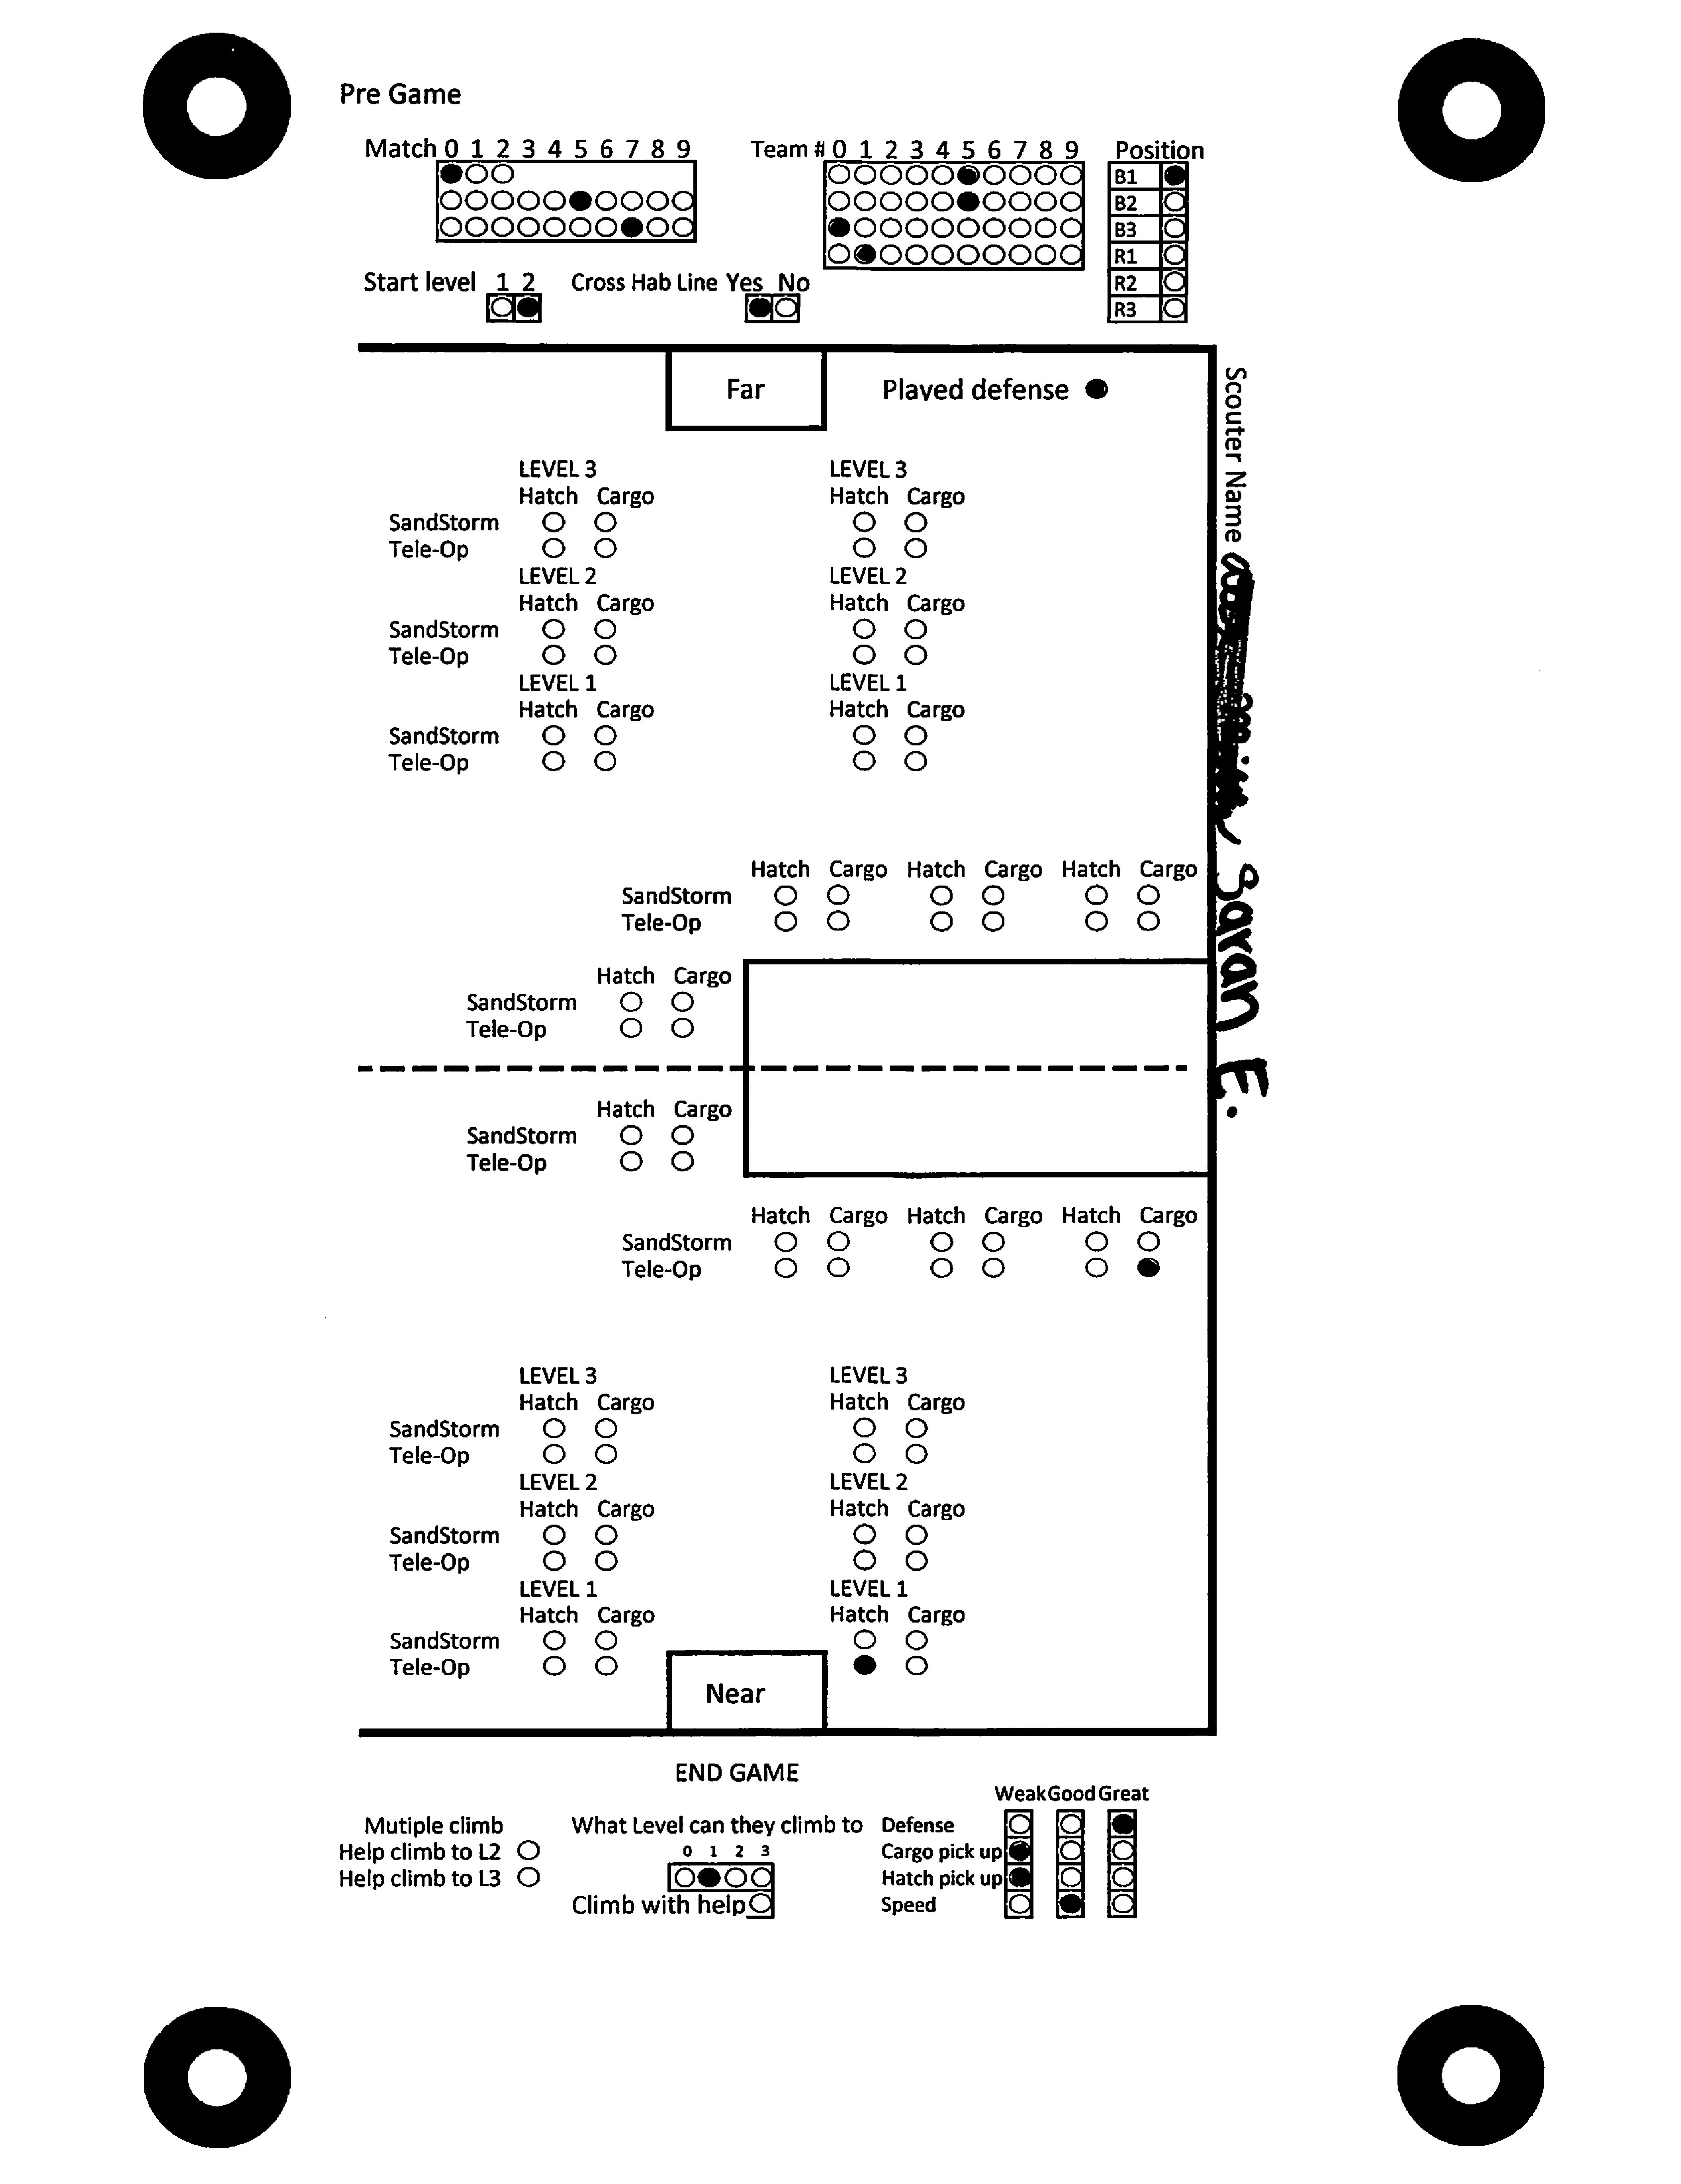 Pre Game
Match 0 1 2 3 4 5 6 7 8 9
Team # 0 1 2 3 4 5 6 7 8 9
Position
B1
B2
B3
R1
R2
R3
Start level 1 2
Cross Hab Line Yes No
Far
Played defense
Scouter Name
Saran E.
LEVEL 3 LEVEL 3
Hatch Cargo Hatch Cargo
SandStorm
Tele-Op
LEVEL 2 LEVEL 2
Hatch Cargo Hatch Cargo
SandStorm
Tele-Op
LEVEL 1 LEVEL 1
Hatch Cargo Hatch Cargo
SandStorm
Tele-Op
Hatch Cargo Hatch Cargo Hatch Cargo
SandStorm
Tele-Op
Hatch Cargo
SandStorm
Tele-Op
Hatch Cargo
SandStorm
Tele-Op
Hatch Cargo Hatch Cargo Hatch Cargo
SandStorm
Tele-Op
LEVEL 3 LEVEL 3
Hatch Cargo Hatch Cargo
SandStorm
Tele-Op
LEVEL 2 LEVEL 2
Hatch Cargo Hatch Cargo
SandStorm
Tele-Op
LEVEL 1 LEVEL 1
Hatch Cargo Hatch Cargo
SandStorm
Tele-Op
Near
END GAME
Mutiple climb
Help climb to L2
Help climb to L3
What Level can they climb to
0 1 2 3
Climb with help
Weak Good Great
Defense
Cargo pick up
Hatch pick up
Speed